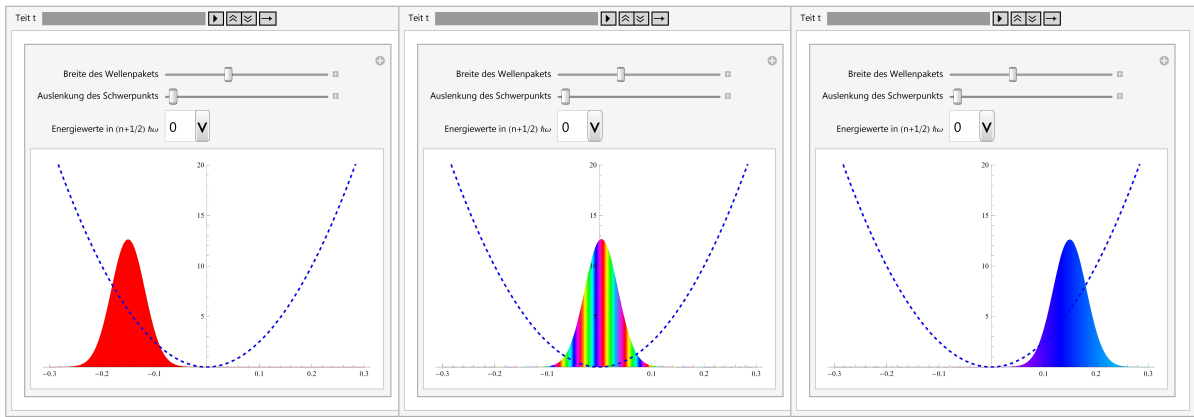 Teit t
Breite des Wellenpakets
Auslenkung des Schwerpunkts
Energiewerte in (n+1/2) ℏω 0
20
15
10
5
−0.3 −0.2 −0.1 0.1 0.2 0.3
Teit t
Breite des Wellenpakets
Auslenkung des Schwerpunkts
Energiewerte in (n+1/2) ℏω 0
20
15
10
5
−0.3 −0.2 −0.1 0.1 0.2 0.3
Teit t
Breite des Wellenpakets
Auslenkung des Schwerpunkts
Energiewerte in (n+1/2) ℏω 0
20
15
10
5
−0.3 −0.2 −0.1 0.1 0.2 0.3